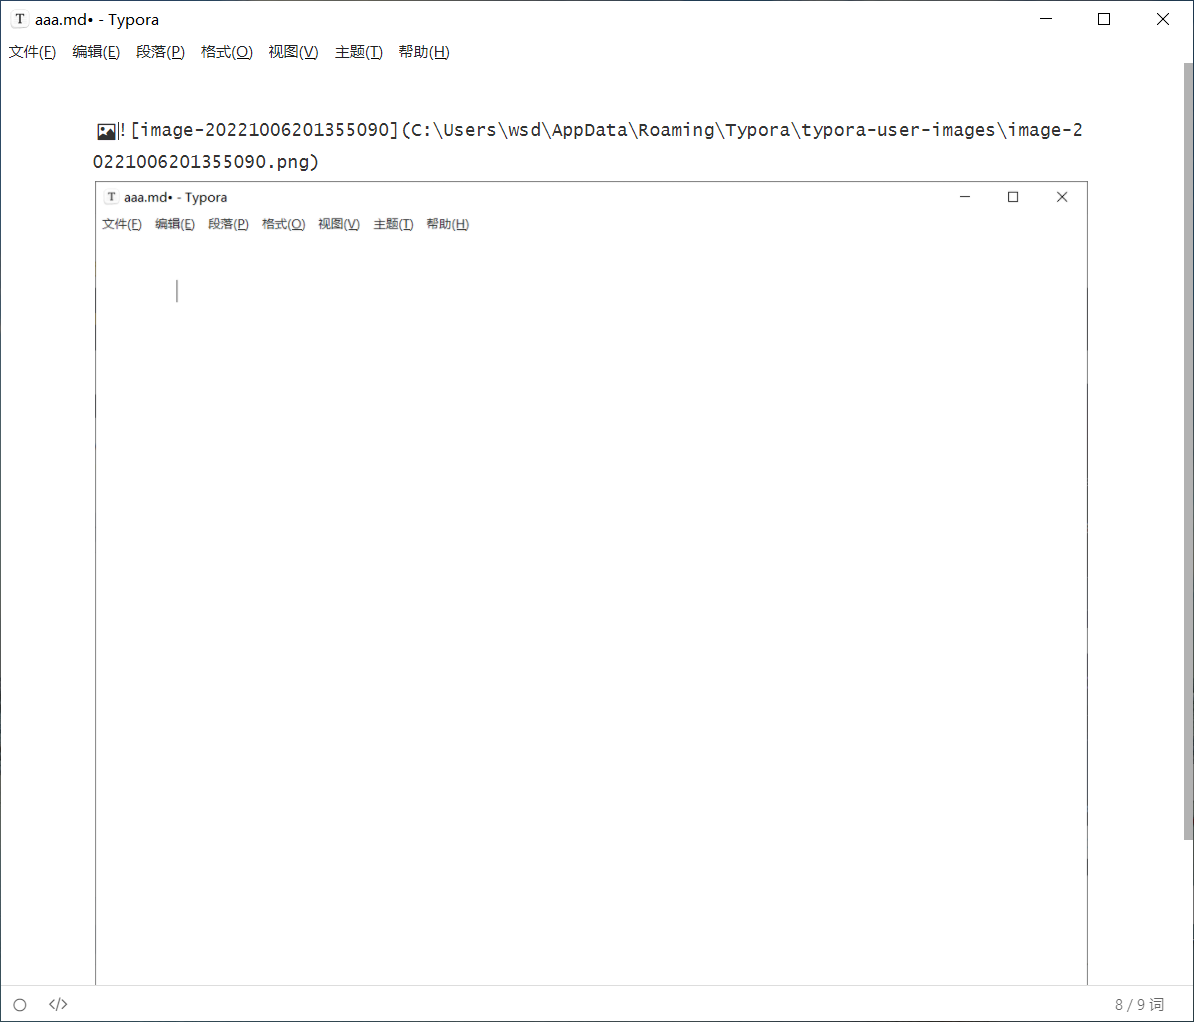 T aaa.md• - Typora
文件(F) 编辑(E) 段落(P) 格式(O) 视图(V) 主题(T) 帮助(H)
![image-20221006201355090](C:\Users\wsd\AppData\Roaming\Typora\typora-user-images\image-2
0221006201355090.png)
T aaa.md• - Typora
文件(F) 编辑(E) 段落(P) 格式(O) 视图(V) 主题(T) 帮助(H)
</> 8 / 9 词